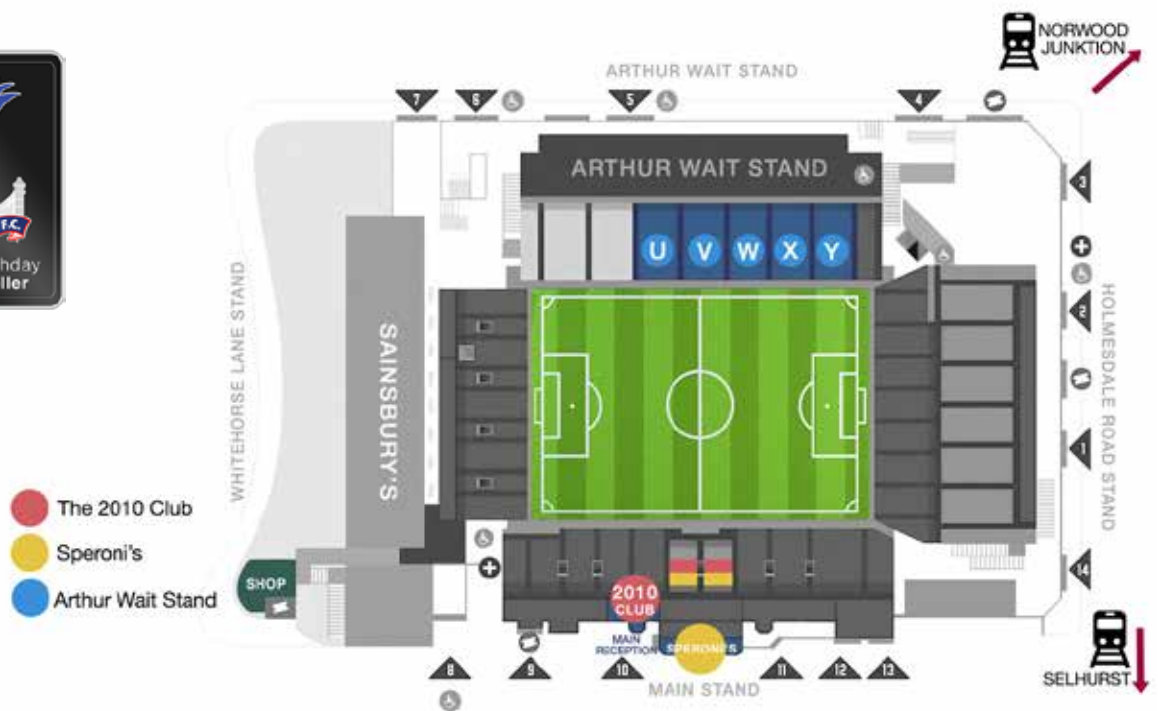 NORWOOD
JUNKTION
ARTHUR WAIT STAND
7
6
5
4
ARTHUR WAIT STAND
3
F.C.
U V W X Y
hday
ller
WHITEHORSE LANE STAND
SAINSBURY'S
2
HOLMESDALE ROAD STAND
1
The 2010 Club
Speroni's
Arthur Wait Stand
SHOP
14
2010
CLUB
MAIN
RECEPTION
SPERONI'S
8
9
10
11
12
13
MAIN STAND
SELHURST